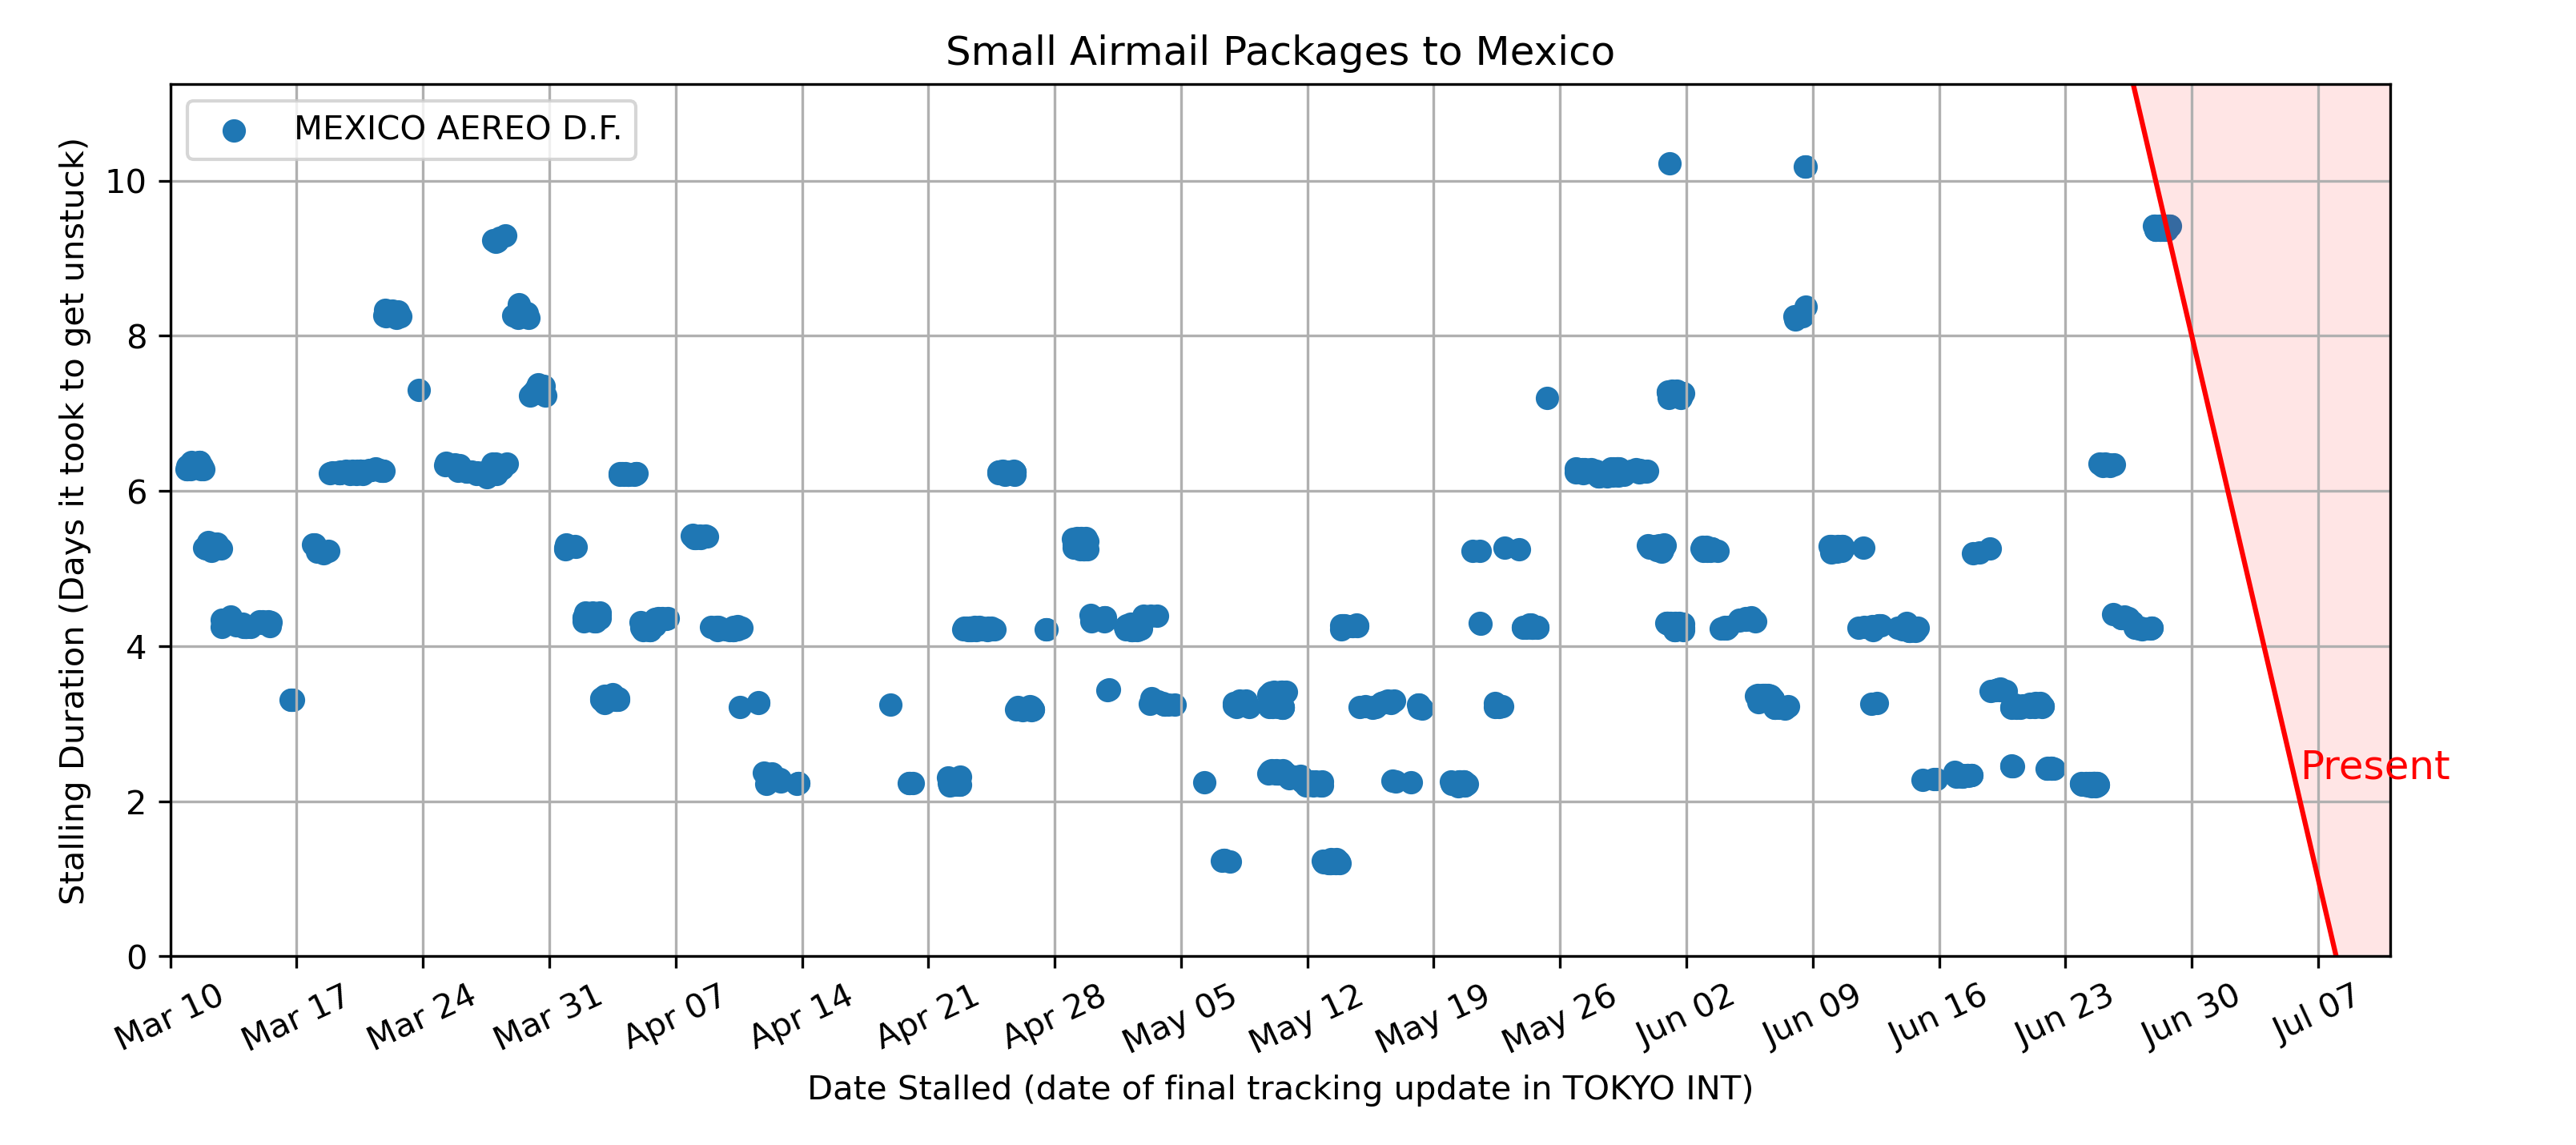 Small Airmail Packages to Mexico
MEXICO AEREO D.F.
Stalling Duration (Days it took to get unstuck)
10
8
6
4
2
0
Present
Mar 10
Mar 17
Mar 24
Mar 31
Apr 07
Apr 14
Apr 21
Apr 28
May 05
May 12
May 19
May 26
Jun 02
Jun 09
Jun 16
Jun 23
Jun 30
Jul 07
Date Stalled (date of final tracking update in TOKYO INT)